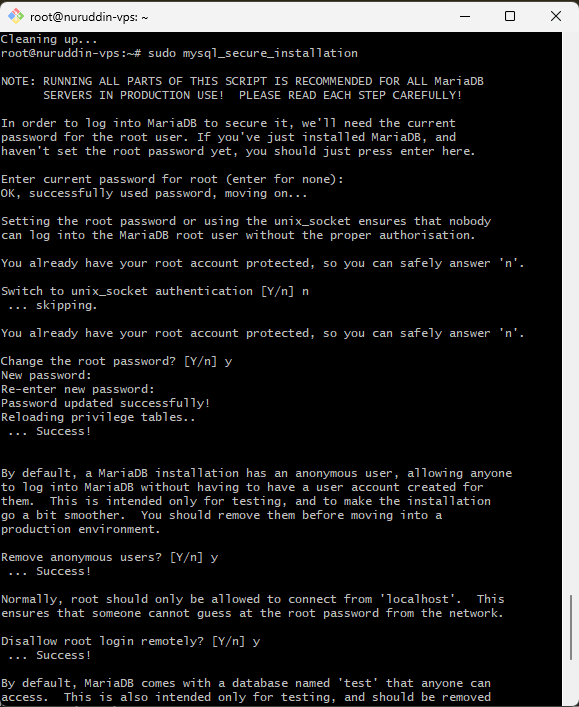 root@nuruddin-vps: ~
Cleaning up...
root@nuruddin-vps:~# sudo mysql_secure_installation
NOTE: RUNNING ALL PARTS OF THIS SCRIPT IS RECOMMENDED FOR ALL MariaDB
SERVERS IN PRODUCTION USE!  PLEASE READ EACH STEP CAREFULLY!
In order to log into MariaDB to secure it, we'll need the current
password for the root user. If you've just installed MariaDB, and
haven't set the root password yet, you should just press enter here.
Enter current password for root (enter for none):
OK, successfully used password, moving on...
Setting the root password or using the unix_socket ensures that nobody
can log into the MariaDB root user without the proper authorisation.
You already have your root account protected, so you can safely answer 'n'.
Switch to unix_socket authentication [Y/n] n
... skipping.
You already have your root account protected, so you can safely answer 'n'.
Change the root password? [Y/n] y
New password:
Re-enter new password:
Password updated successfully!
Reloading privilege tables..
... Success!
By default, a MariaDB installation has an anonymous user, allowing anyone
to log into MariaDB without having to have a user account created for
them.  This is intended only for testing, and to make the installation
go a bit smoother.  You should remove them before moving into a
production environment.
Remove anonymous users? [Y/n] y
... Success!
Normally, root should only be allowed to connect from 'localhost'.  This
ensures that someone cannot guess at the root password from the network.
Disallow root login remotely? [Y/n] y
... Success!
By default, MariaDB comes with a database named 'test' that anyone can
access.  This is also intended only for testing, and should be removed